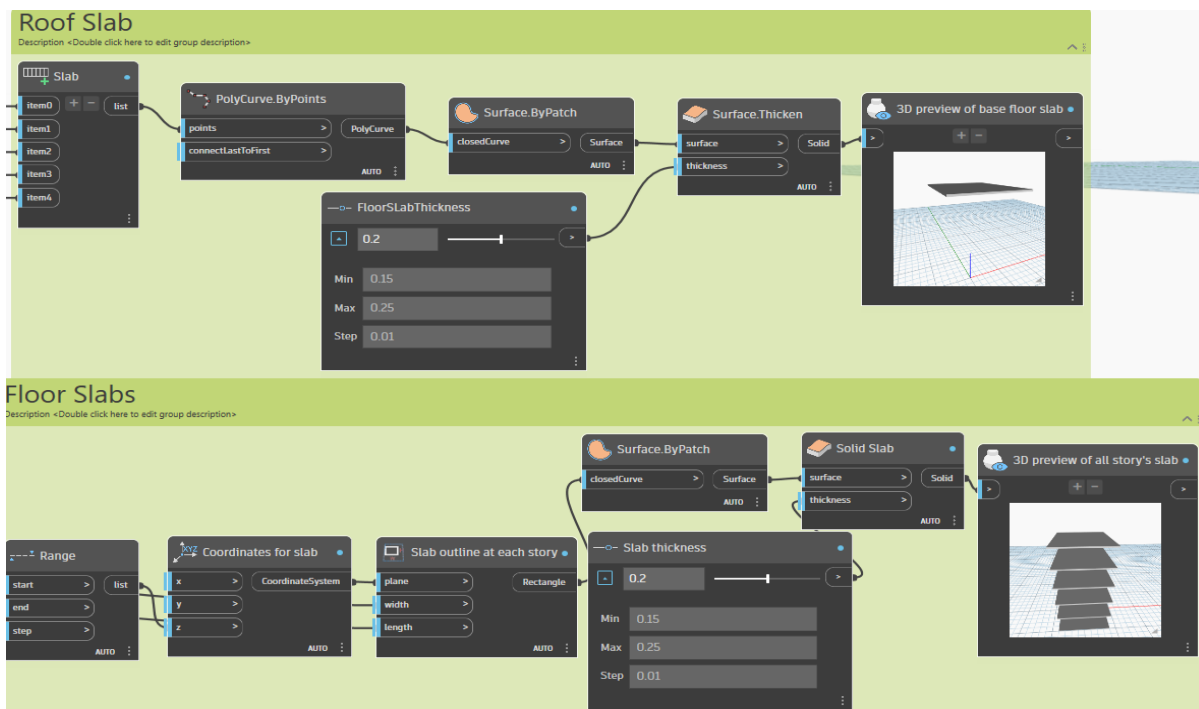 Roof Slab
Description <Double click here to edit group description>
Slab
item0 + − list
item1
item2
item3
item4
PolyCurve.ByPoints
points > PolyCurve
connectLastToFirst >
AUTO
Surface.ByPatch
closedCurve > Surface
AUTO
Surface.Thicken
surface > Solid
thickness >
AUTO
3D preview of base floor slab
> + − >
FloorSLabThickness
0.2 >
Min 0.15
Max 0.25
Step 0.01
Floor Slabs
Description <Double click here to edit group description>
Range
start > list
end >
step >
AUTO
XYZ Coordinates for slab
x > CoordinateSystem
y >
z >
AUTO
Slab outline at each story
plane > Rectangle
width >
length >
AUTO
Surface.ByPatch
closedCurve > Surface
AUTO
Slab thickness
0.2 >
Min 0.15
Max 0.25
Step 0.01
Solid Slab
surface > Solid
thickness >
AUTO
3D preview of all story's slab
> + − >